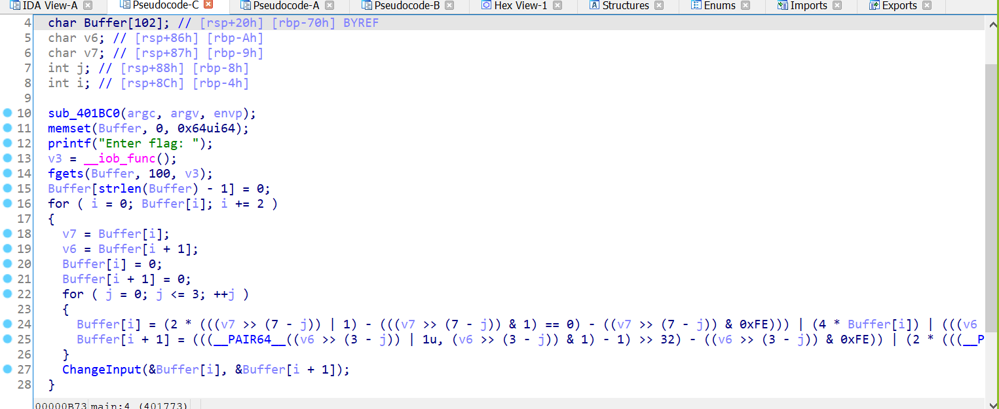 IDA View-A Pseudocode-C Pseudocode-A Pseudocode-B Hex View-1 Structures Enums Imports Exports
4 char Buffer[102]; // [rsp+20h] [rbp-70h] BYREF
5 char v6; // [rsp+86h] [rbp-Ah]
6 char v7; // [rsp+87h] [rbp-9h]
7 int j; // [rsp+88h] [rbp-8h]
8 int i; // [rsp+8Ch] [rbp-4h]
9
10 sub_401BC0(argc, argv, envp);
11 memset(Buffer, 0, 0x64ui64);
12 printf("Enter flag: ");
13 v3 = __iob_func();
14 fgets(Buffer, 100, v3);
15 Buffer[strlen(Buffer) - 1] = 0;
16 for ( i = 0; Buffer[i]; i += 2 )
17 {
18 v7 = Buffer[i];
19 v6 = Buffer[i + 1];
20 Buffer[i] = 0;
21 Buffer[i + 1] = 0;
22 for ( j = 0; j <= 3; ++j )
23 {
24 Buffer[i] = (2 * (((v7 >> (7 - j)) | 1) - (((v7 >> (7 - j)) & 1) == 0) - ((v7 >> (7 - j)) & 0xFE))) | (4 * Buffer[i]) | (((v6
25 Buffer[i + 1] = (((__PAIR64__((v6 >> (3 - j)) | 1u, (v6 >> (3 - j)) & 1) - 1) >> 32) - ((v6 >> (3 - j)) & 0xFE)) | (2 * (((__P
26 }
27 ChangeInput(&Buffer[i], &Buffer[i + 1]);
28 }
00000B73 main:4 (401773)